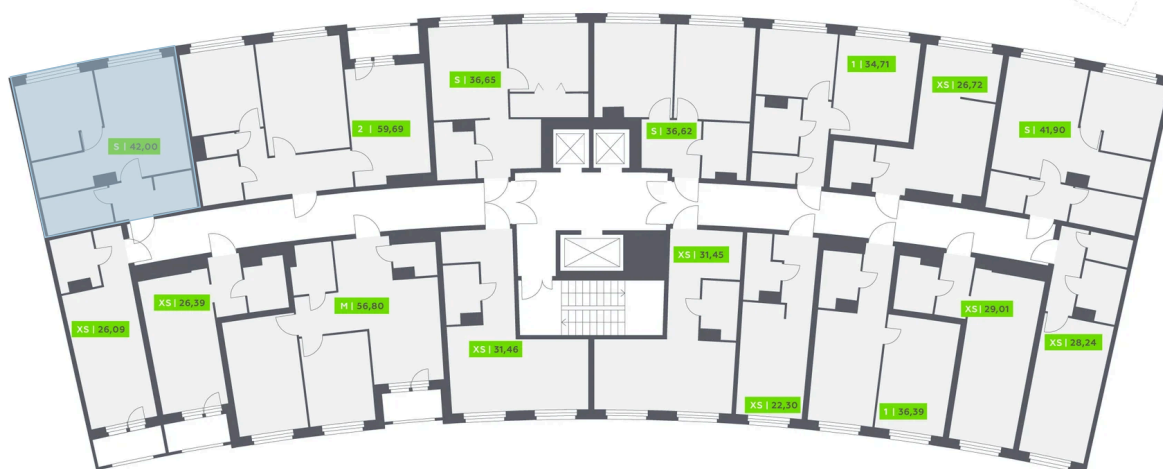 S | 42,00
2 | 59,69
S | 36,65
S | 36,62
1 | 34,71
XS | 26,72
S | 41,90
XS | 26,09
XS | 26,39
M | 56,80
XS | 31,46
XS | 31,45
XS | 22,30
1 | 36,39
XS | 29,01
XS | 28,24